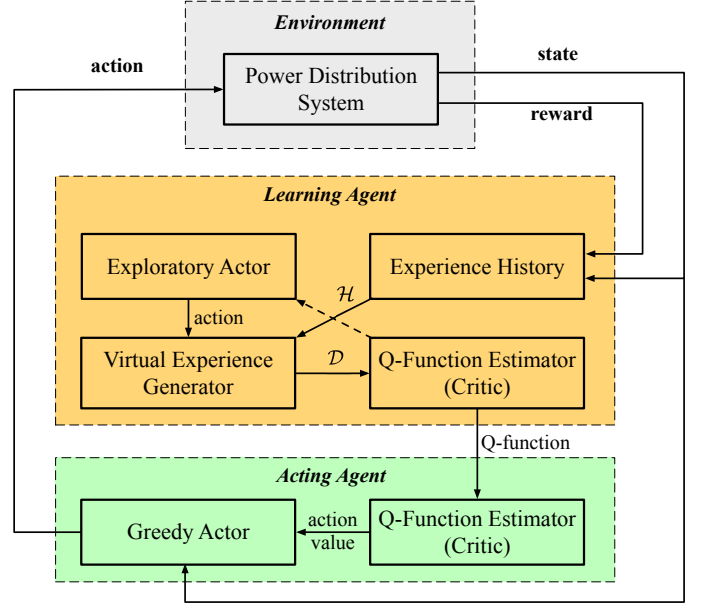 Environment
action
Power Distribution
System
state
reward
Learning Agent
Exploratory Actor
Experience History
action
ℋ
Virtual Experience
Generator
𝒟
Q-Function Estimator
(Critic)
Q-function
Acting Agent
Greedy Actor
action
value
Q-Function Estimator
(Critic)